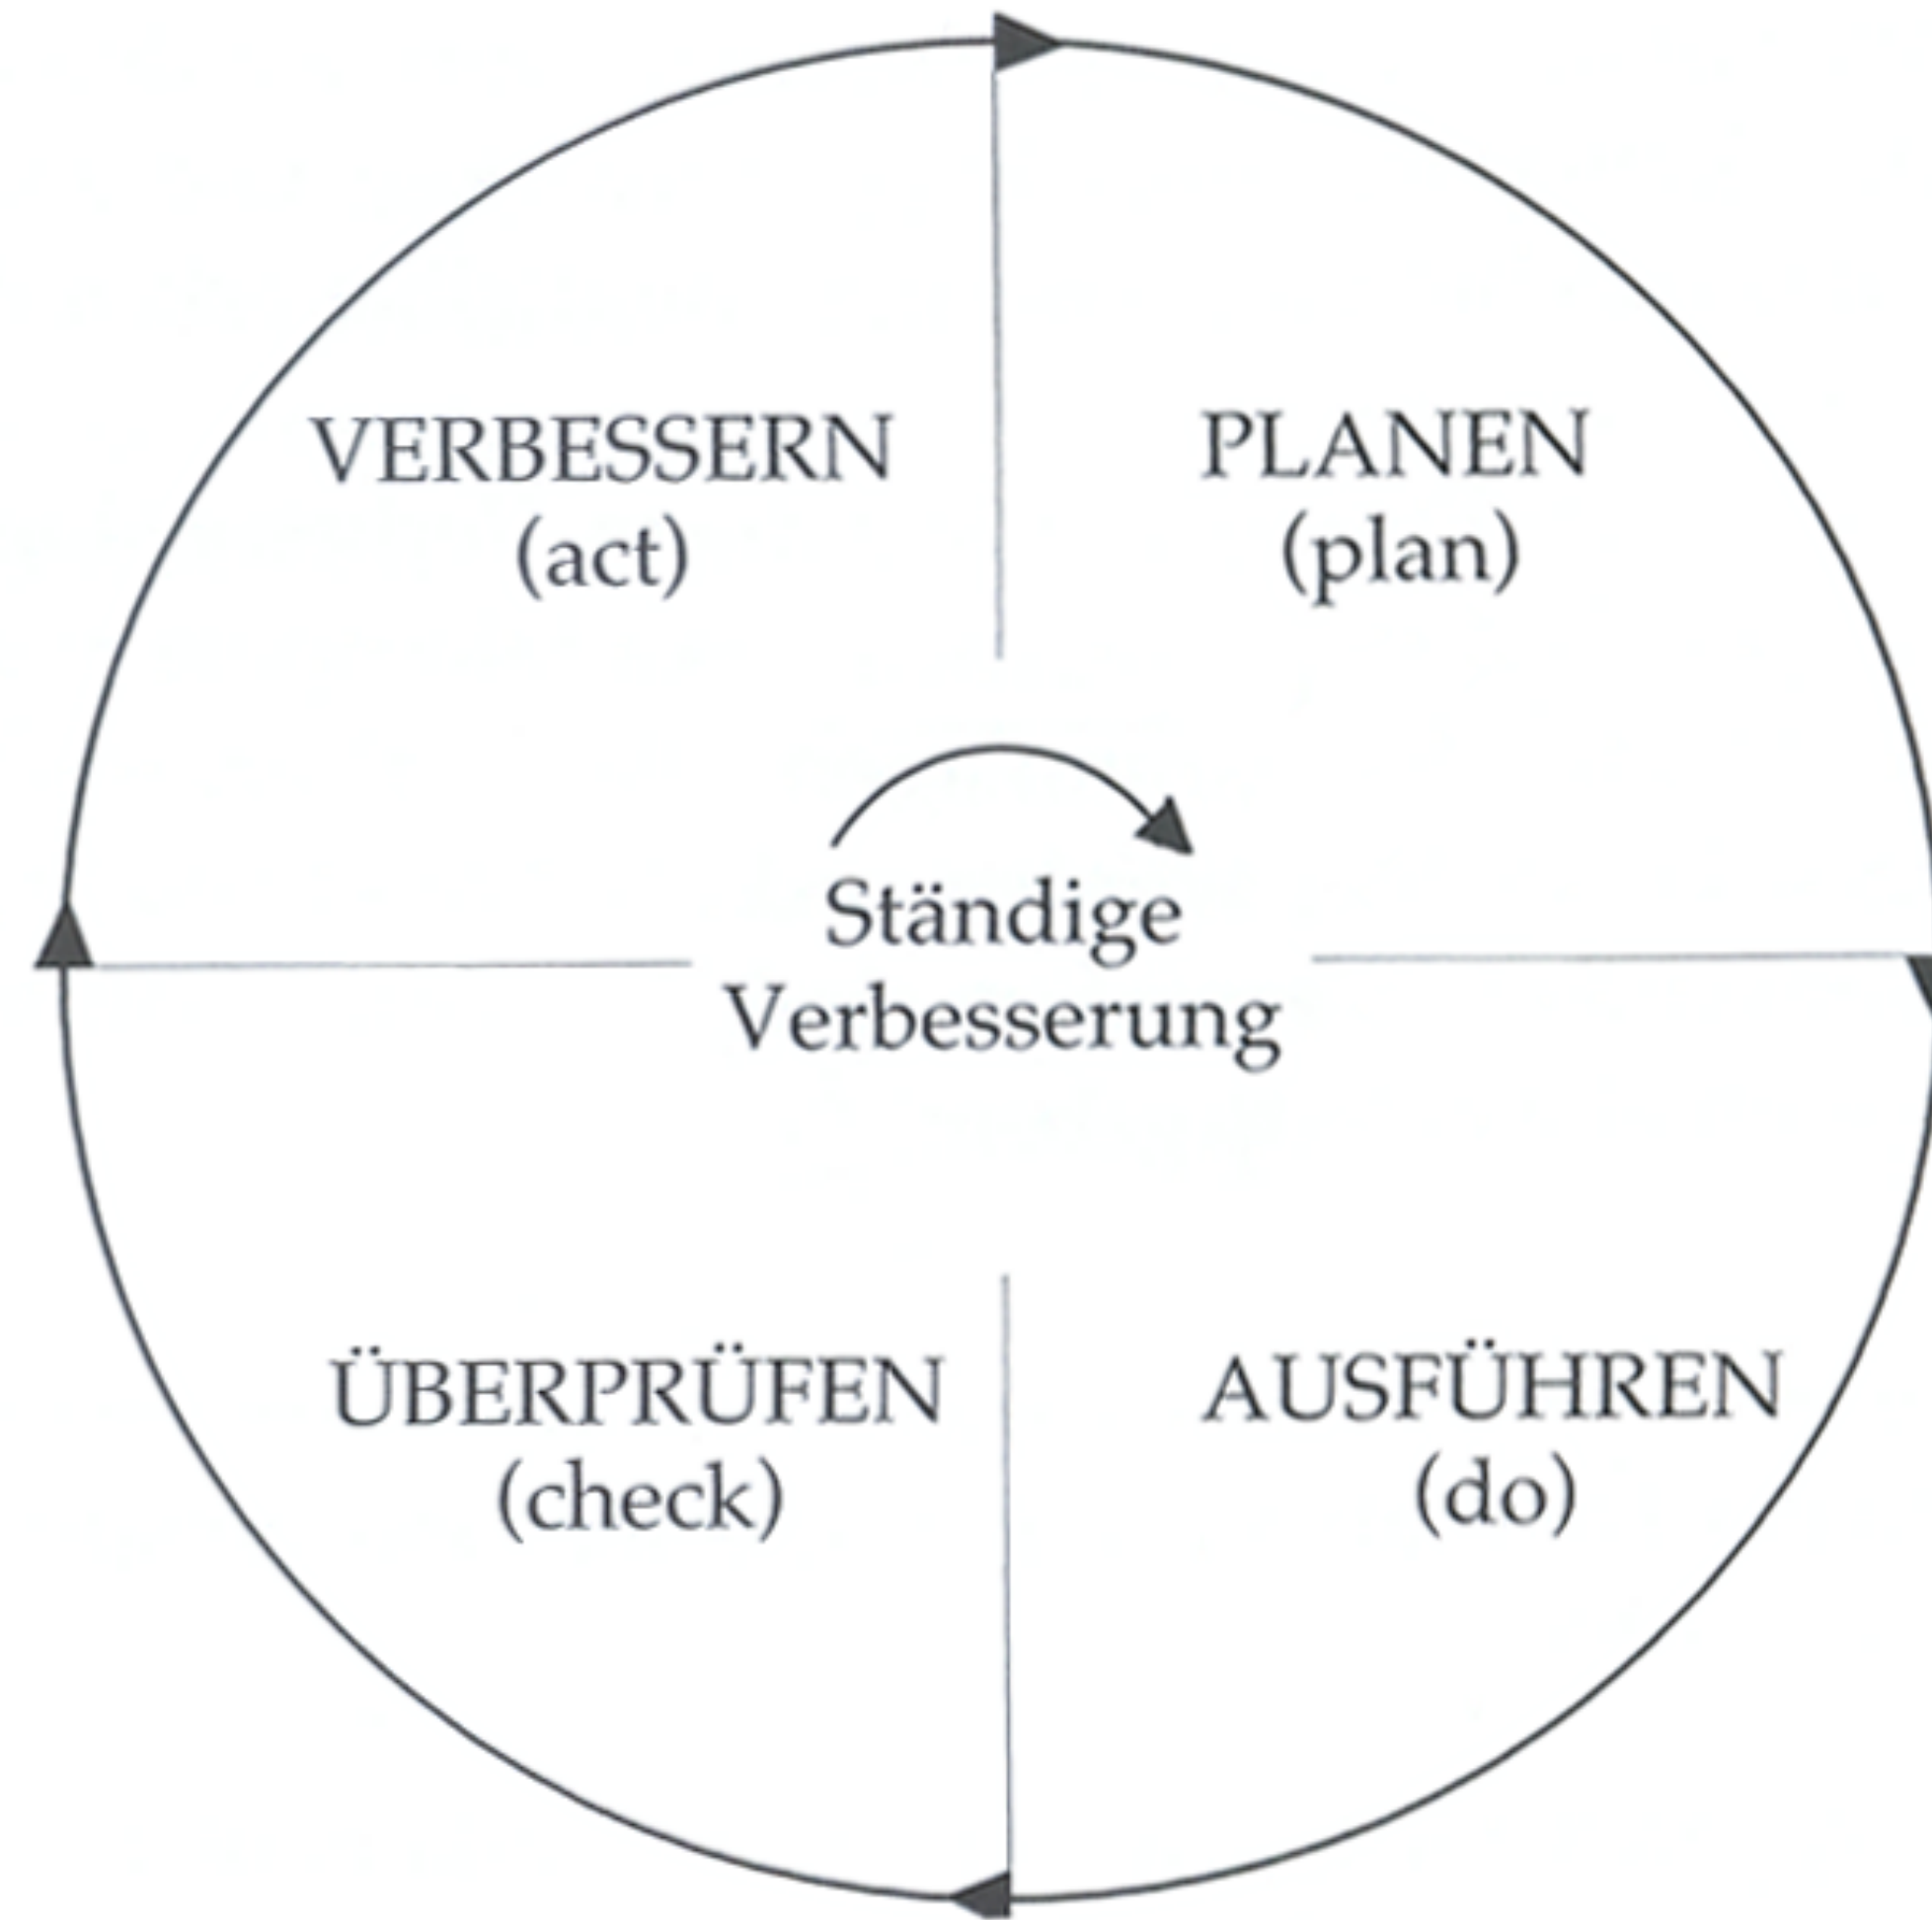 VERBESSERN
(act)
PLANEN
(plan)
Ständige
Verbesserung
ÜBERPRÜFEN
(check)
AUSFÜHREN
(do)